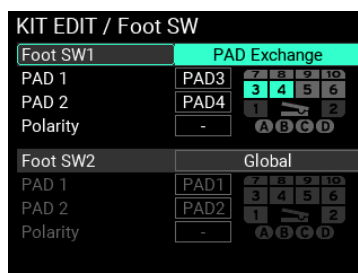 KIT EDIT / Foot SW
Foot SW1 PAD Exchange
PAD 1 PAD3 7 8 9 10
3 4 5 6
PAD 2 PAD4 1 2
Polarity - A B C D
Foot SW2 Global
PAD 1 PAD1 7 8 9 10
3 4 5 6
PAD 2 PAD2 1 2
Polarity - A B C D